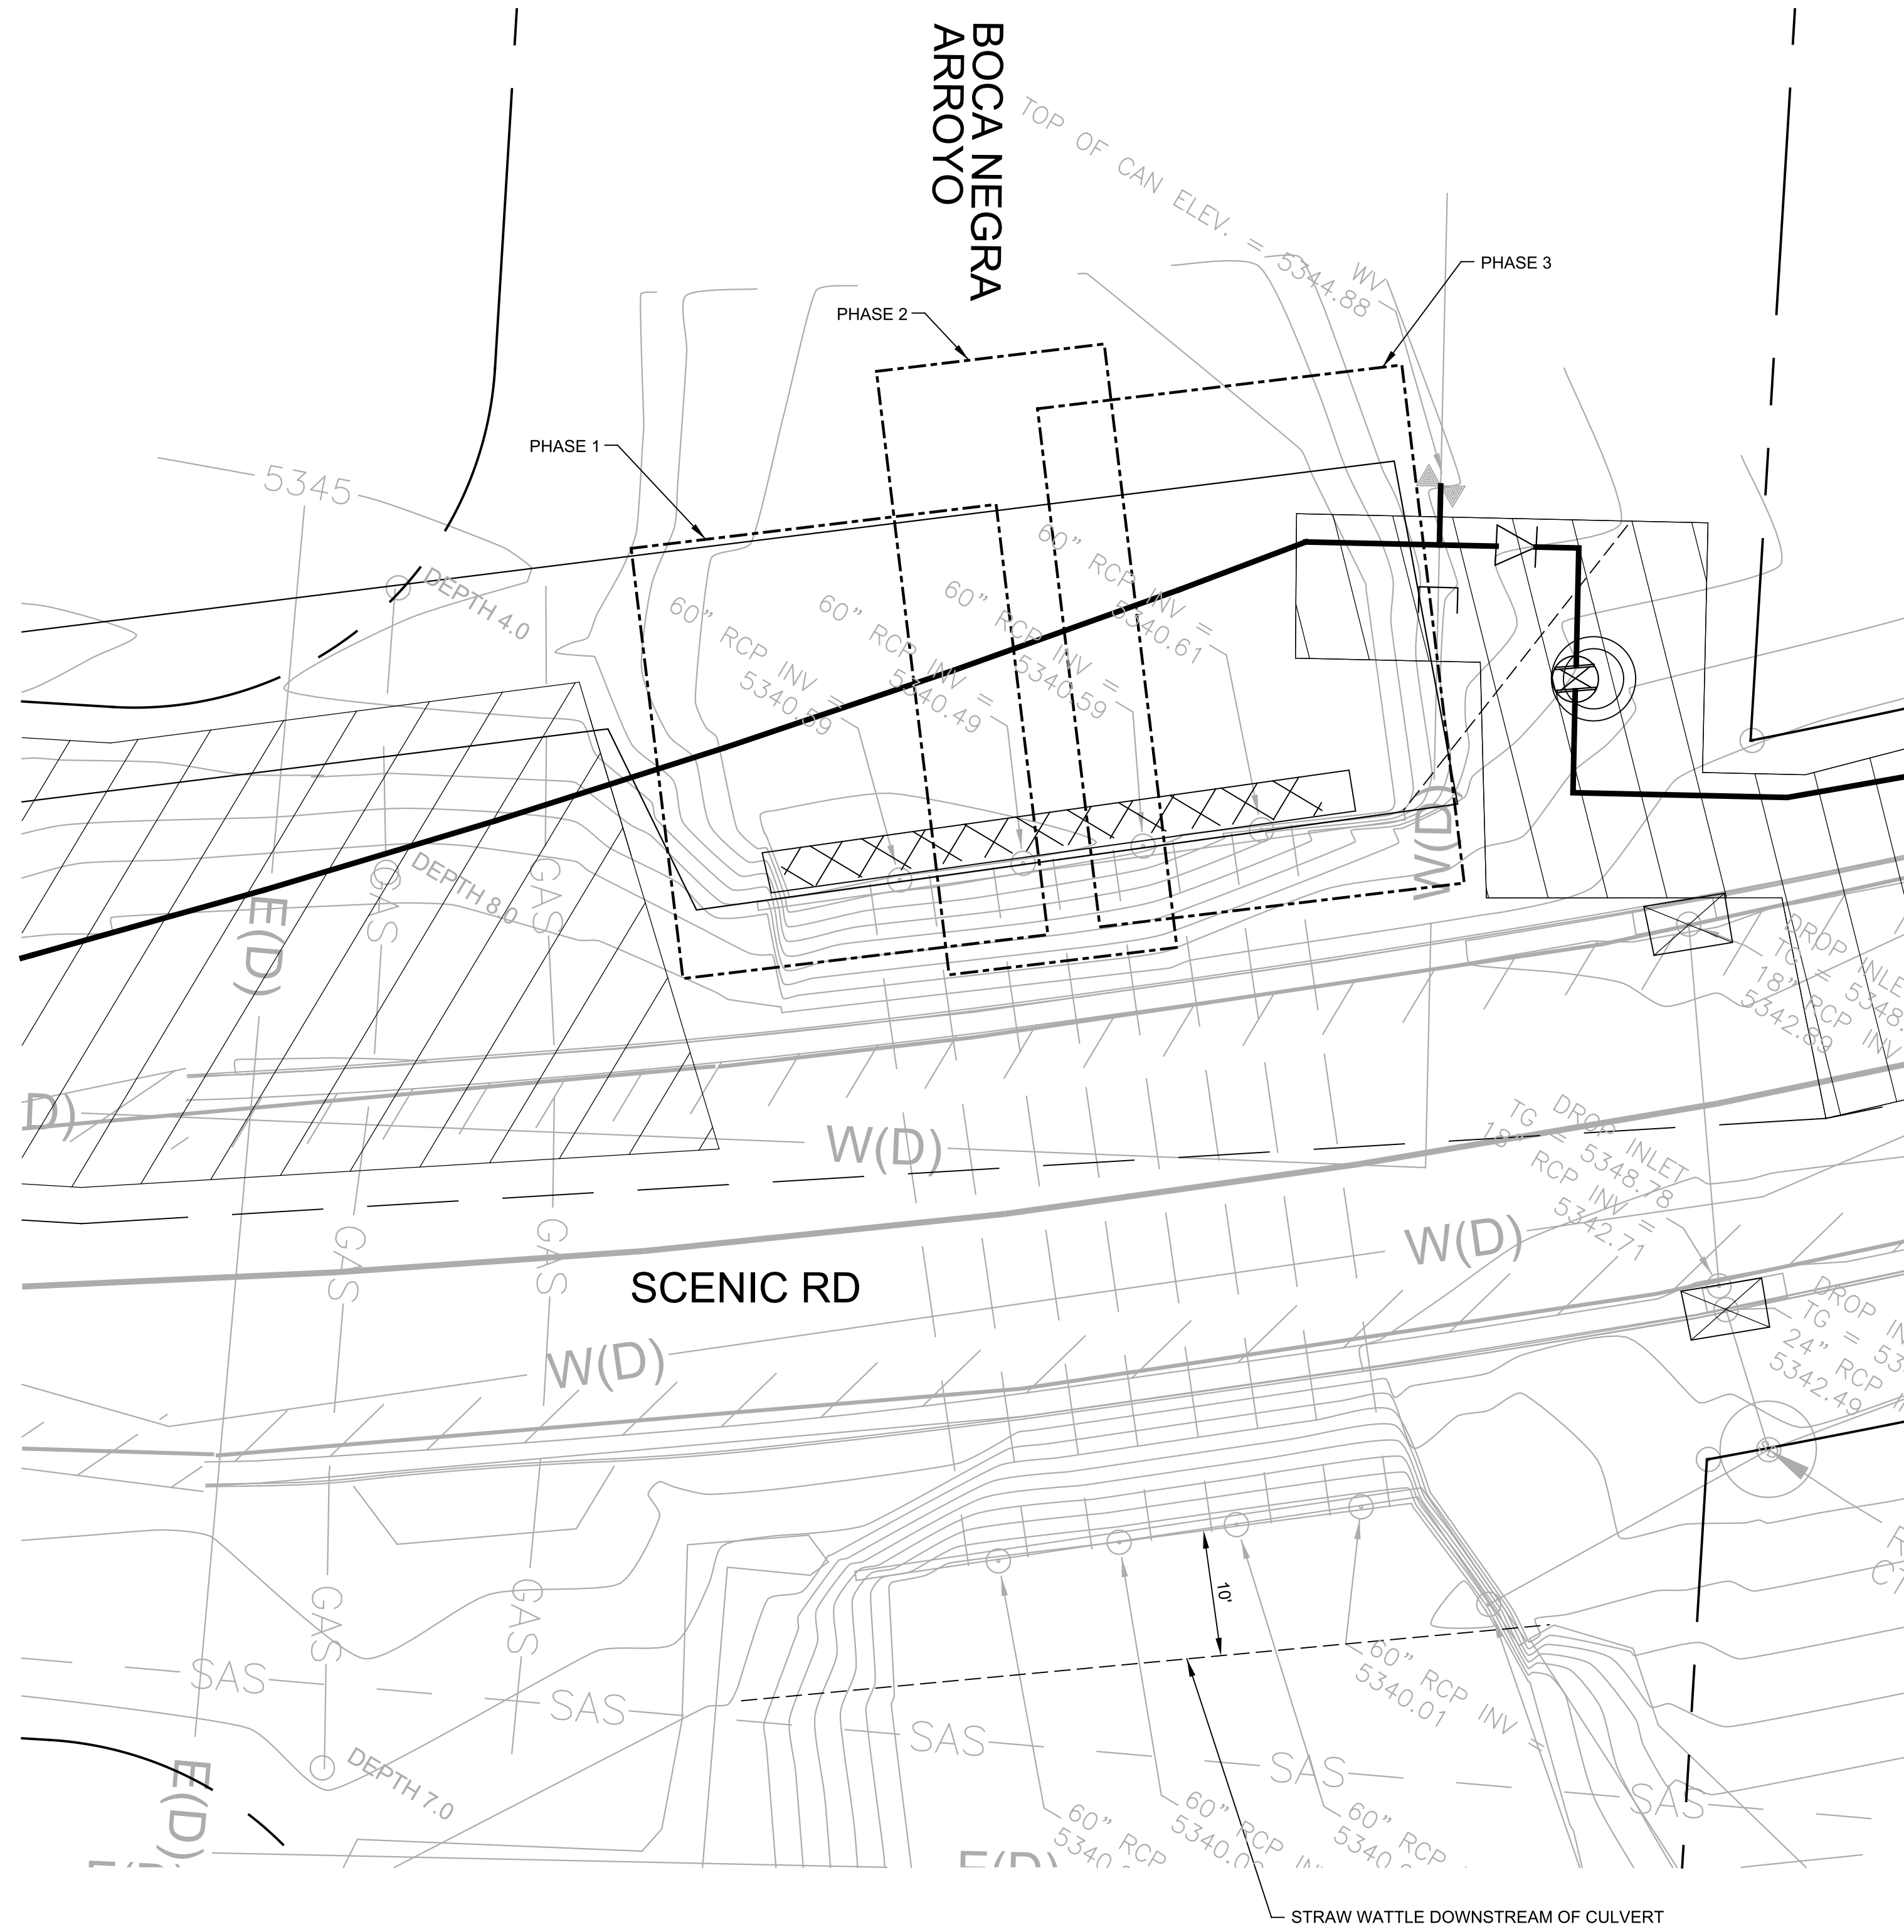 BOCA NEGRA
ARROYO
TOP OF CAN ELEV. =
5344.88
WV
PHASE 3
PHASE 2
PHASE 1
5345
DEPTH 4.0
60” RCP INV =
5340.59
60” RCP INV =
5340.49
60” RCP INV =
5340.59
60” RCP INV =
5340.61
W(D)
GAS
GAS
DEPTH 8.0
E(D)
DROP
TG = 5348.
18” RCP INV
5342.89
D)
W(D)
DROP INLET
TG = 5348.78
18” RCP INV =
5342.71
W(D)
GAS
GAS
SCENIC RD
W(D)
DROP
TG =
24” RCP
5342.49
SD
10'
GAS
GAS
SAS
SAS
SAS
SAS
SAS
60” RCP INV =
5340.01
DEPTH 7.0
E(D)
60” RCP
60” RCP
60” RCP
E(D)
STRAW WATTLE DOWNSTREAM OF CULVERT